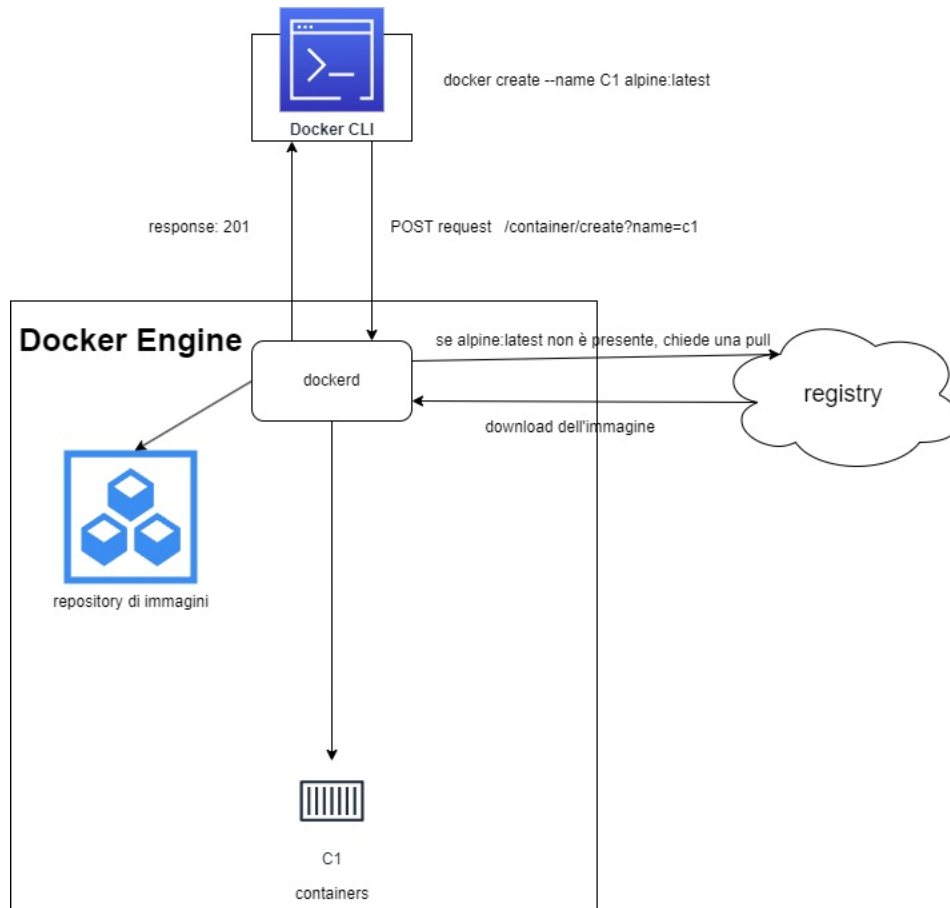 docker create --name C1 alpine:latest
Docker CLI
response: 201
POST request /container/create?name=c1
Docker Engine
se alpine:latest non è presente, chiede una pull
dockerd
registry
download dell'immagine
repository di immagini
C1
containers